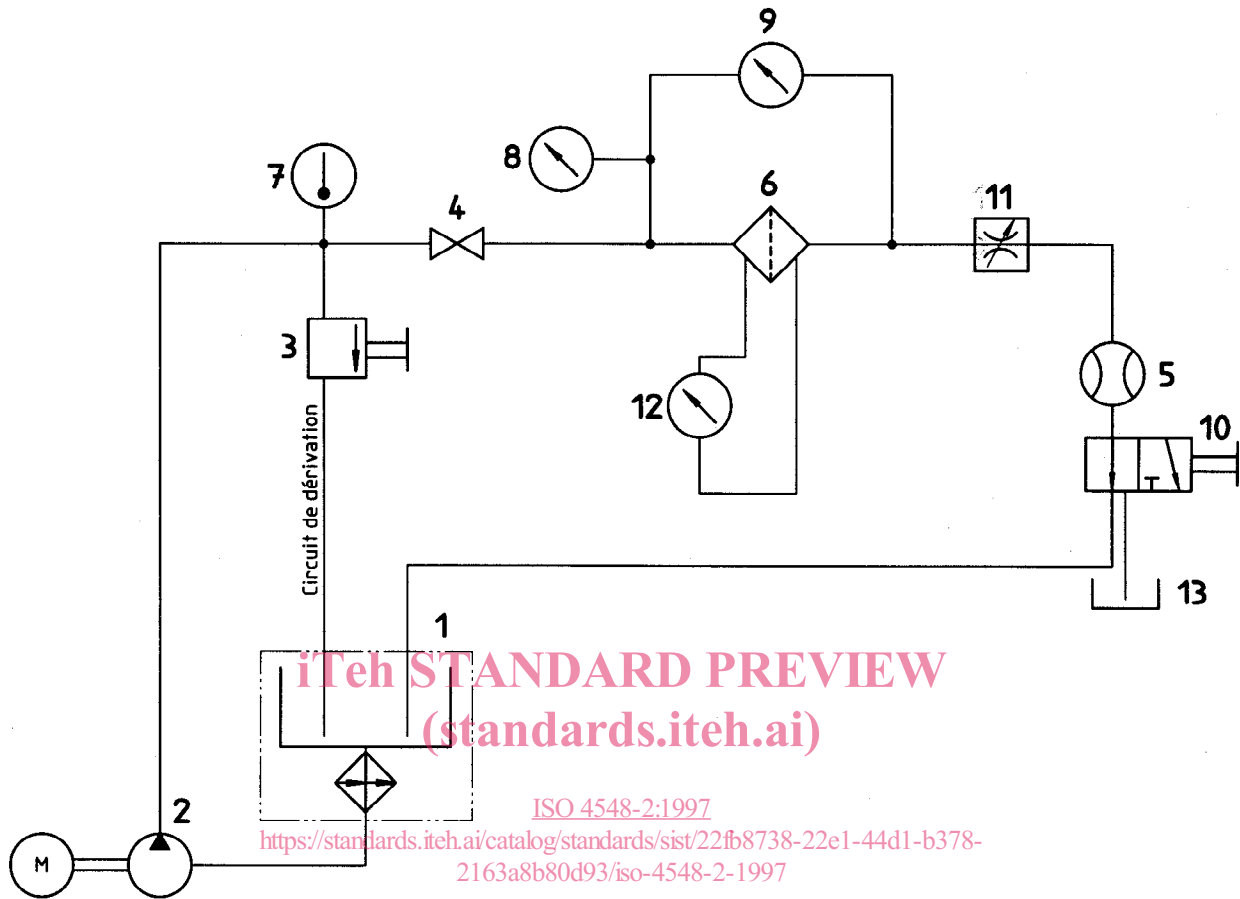 9
8
7
6
4
11
3
5
12
10
Circuit de dérivation
13
1
iTeh STANDARD PREVIEW
(standards.iteh.ai)
2
ISO 4548-2:1997
M
https://standards.iteh.ai/catalog/standards/sist/22fb8738-22e1-44d1-b378-
2163a8b80d93/iso-4548-2-1997